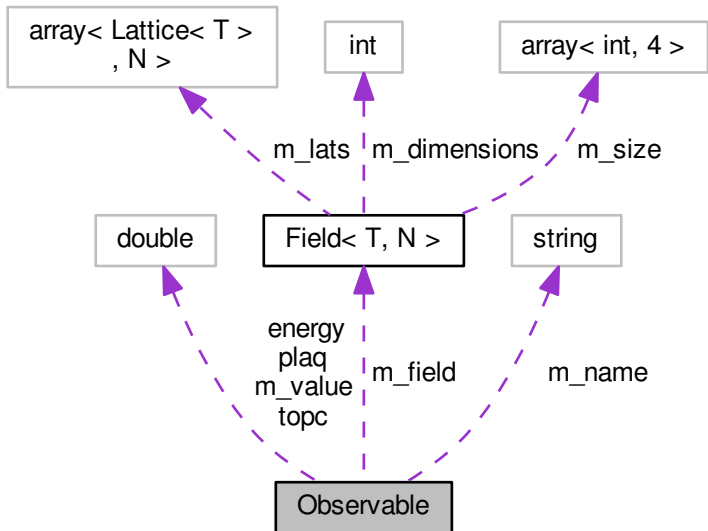 array< Lattice< T >
, N >
int
array< int, 4 >
m_lats
m_dimensions
m_size
double
Field< T, N >
string
energy
plaq
m_value
topc
m_field
m_name
Observable